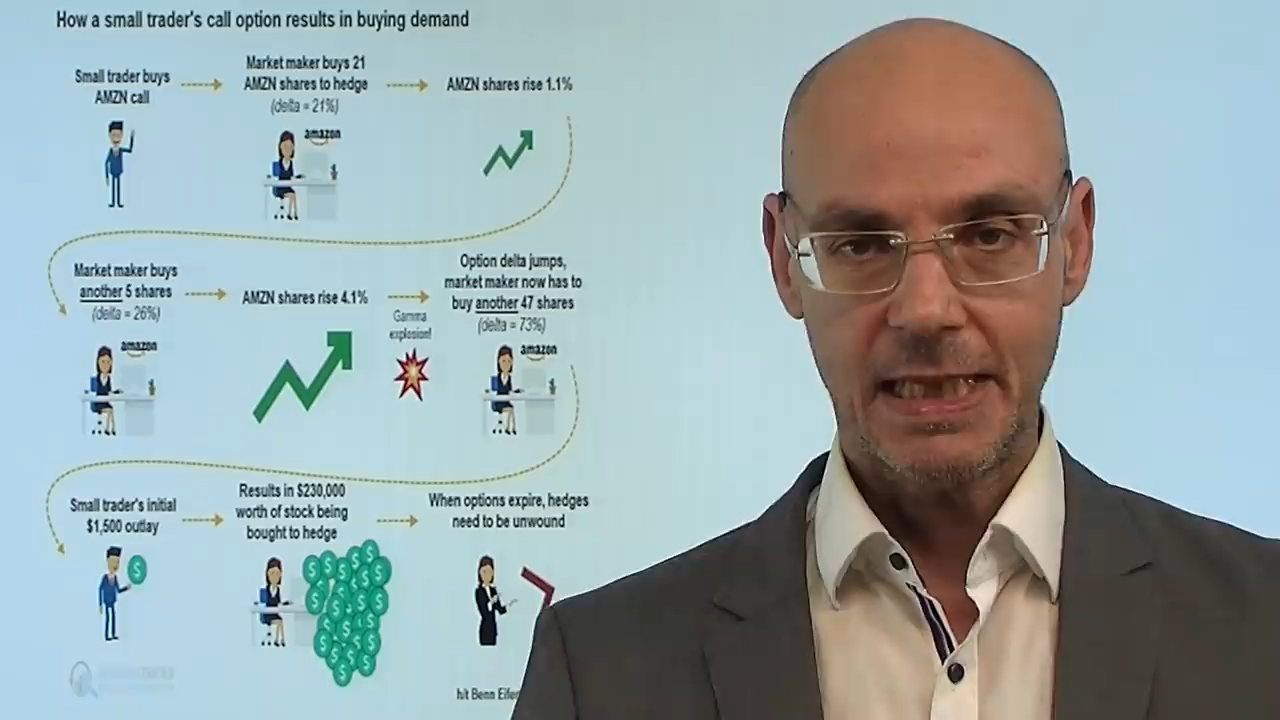 How a small trader's call option results in buying demand
Small trader buys
AMZN call
Market maker buys 21
AMZN shares to hedge
(delta = 21%)
AMZN shares rise 1.1%
amazon
Market maker buys
another 5 shares
(delta = 26%)
AMZN shares rise 4.1%
Gamma
explosion!
Option delta jumps,
market maker now has to
buy another 47 shares
(delta = 73%)
amazon
amazon
Small trader's initial
$1,500 outlay
Results in $230,000
worth of stock being
bought to hedge
When options expire, hedges
need to be unwound
h/t Benn